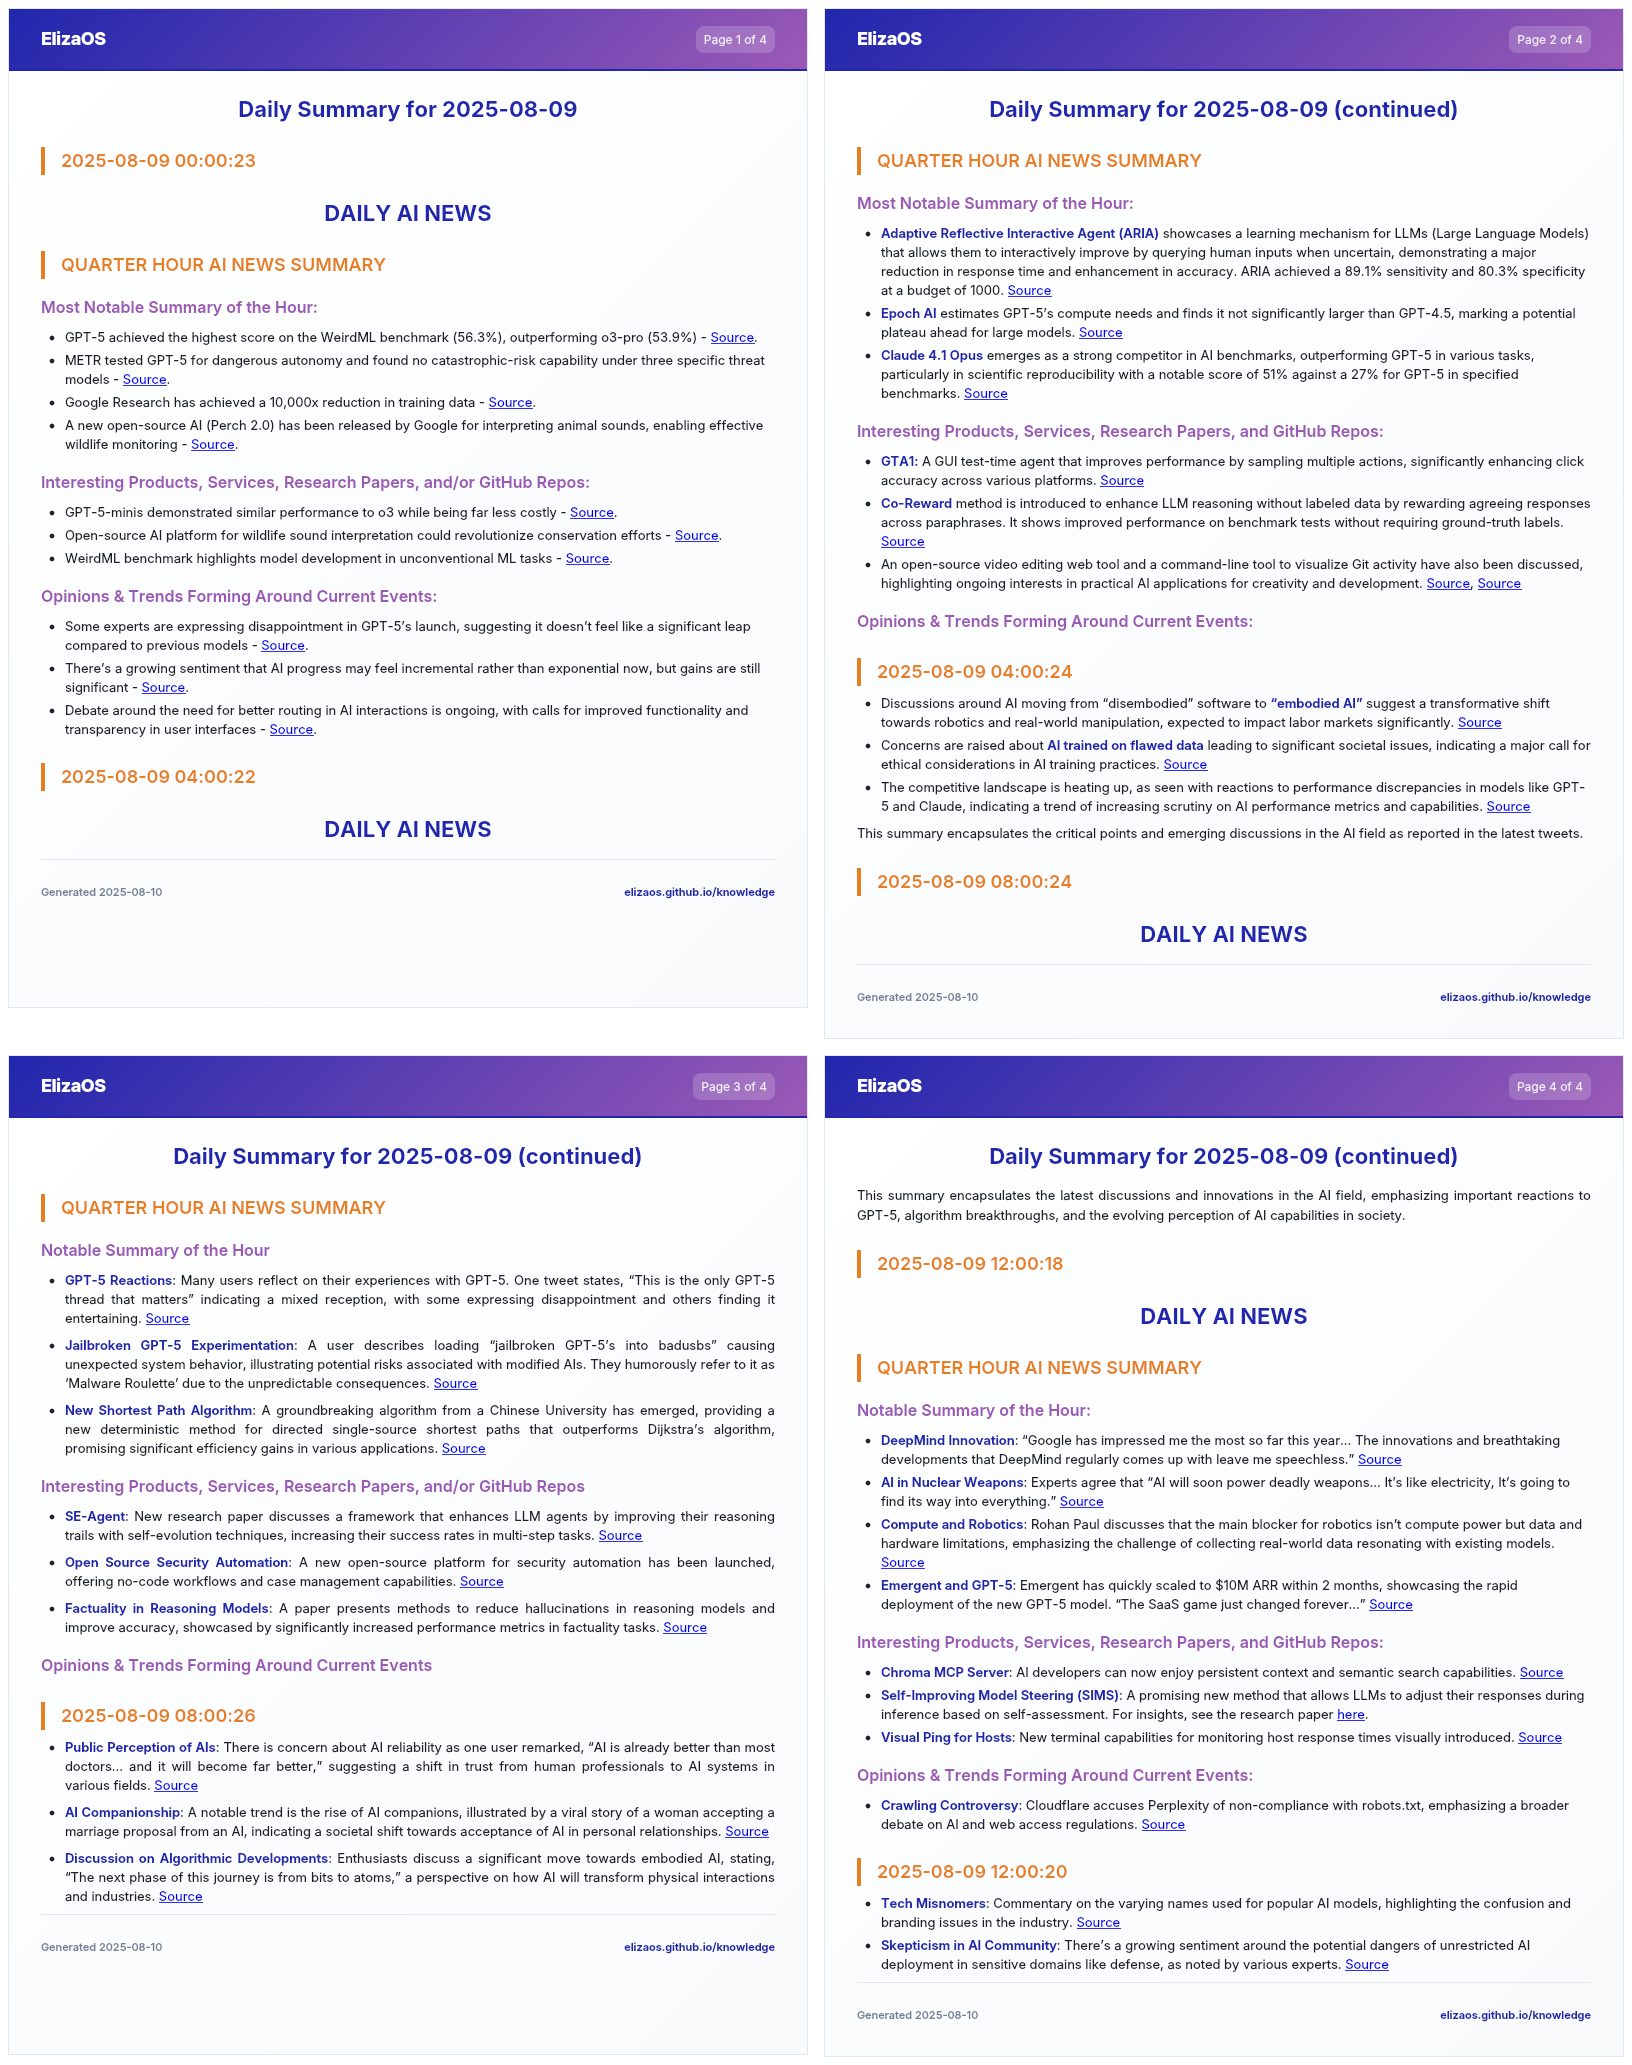 ElizaOS
Page 1 of 4
Daily Summary for 2025-08-09
2025-08-09 00:00:23
DAILY AI NEWS
QUARTER HOUR AI NEWS SUMMARY
Most Notable Summary of the Hour:
• GPT-5 achieved the highest score on the WeirdML benchmark (56.3%), outperforming o3-pro (53.9%) - Source.
• METR tested GPT-5 for dangerous autonomy and found no catastrophic-risk capability under three specific threat
models - Source.
• Google Research has achieved a 10,000x reduction in training data - Source.
• A new open-source AI (Perch 2.0) has been released by Google for interpreting animal sounds, enabling effective
wildlife monitoring - Source.
Interesting Products, Services, Research Papers, and/or GitHub Repos:
• GPT-5-minis demonstrated similar performance to o3 while being far less costly - Source.
• Open-source AI platform for wildlife sound interpretation could revolutionize conservation efforts - Source.
• WeirdML benchmark highlights model development in unconventional ML tasks - Source.
Opinions & Trends Forming Around Current Events:
• Some experts are expressing disappointment in GPT-5’s launch, suggesting it doesn’t feel like a significant leap
compared to previous models - Source.
• There’s a growing sentiment that AI progress may feel incremental rather than exponential now, but gains are still
significant - Source.
• Debate around the need for better routing in AI interactions is ongoing, with calls for improved functionality and
transparency in user interfaces - Source.
2025-08-09 04:00:22
DAILY AI NEWS
Generated 2025-08-10
elizaos.github.io/knowledge
ElizaOS
Page 2 of 4
Daily Summary for 2025-08-09 (continued)
QUARTER HOUR AI NEWS SUMMARY
Most Notable Summary of the Hour:
• Adaptive Reflective Interactive Agent (ARIA) showcases a learning mechanism for LLMs (Large Language Models)
that allows them to interactively improve by querying human inputs when uncertain, demonstrating a major
reduction in response time and enhancement in accuracy. ARIA achieved a 89.1% sensitivity and 80.3% specificity
at a budget of 1000. Source
• Epoch AI estimates GPT-5’s compute needs and finds it not significantly larger than GPT-4.5, marking a potential
plateau ahead for large models. Source
• Claude 4.1 Opus emerges as a strong competitor in AI benchmarks, outperforming GPT-5 in various tasks,
particularly in scientific reproducibility with a notable score of 51% against a 27% for GPT-5 in specified
benchmarks. Source
Interesting Products, Services, Research Papers, and GitHub Repos:
• GTA1: A GUI test-time agent that improves performance by sampling multiple actions, significantly enhancing click
accuracy across various platforms. Source
• Co-Reward method is introduced to enhance LLM reasoning without labeled data by rewarding agreeing responses
across paraphrases. It shows improved performance on benchmark tests without requiring ground-truth labels.
Source
• An open-source video editing web tool and a command-line tool to visualize Git activity have also been discussed,
highlighting ongoing interests in practical AI applications for creativity and development. Source, Source
Opinions & Trends Forming Around Current Events:
2025-08-09 04:00:24
• Discussions around AI moving from “disembodied” software to “embodied AI” suggest a transformative shift
towards robotics and real-world manipulation, expected to impact labor markets significantly. Source
• Concerns are raised about AI trained on flawed data leading to significant societal issues, indicating a major call for
ethical considerations in AI training practices. Source
• The competitive landscape is heating up, as seen with reactions to performance discrepancies in models like GPT-
5 and Claude, indicating a trend of increasing scrutiny on AI performance metrics and capabilities. Source
This summary encapsulates the critical points and emerging discussions in the AI field as reported in the latest tweets.
2025-08-09 08:00:24
DAILY AI NEWS
Generated 2025-08-10
elizaos.github.io/knowledge
ElizaOS
Page 3 of 4
Daily Summary for 2025-08-09 (continued)
QUARTER HOUR AI NEWS SUMMARY
Notable Summary of the Hour
• GPT-5 Reactions: Many users reflect on their experiences with GPT-5. One tweet states, “This is the only GPT-5
thread that matters” indicating a mixed reception, with some expressing disappointment and others finding it
entertaining. Source
• Jailbroken GPT-5 Experimentation: A user describes loading “jailbroken GPT-5’s into badusbs” causing
unexpected system behavior, illustrating potential risks associated with modified AIs. They humorously refer to it as
‘Malware Roulette’ due to the unpredictable consequences. Source
• New Shortest Path Algorithm: A groundbreaking algorithm from a Chinese University has emerged, providing a
new deterministic method for directed single-source shortest paths that outperforms Dijkstra’s algorithm,
promising significant efficiency gains in various applications. Source
Interesting Products, Services, Research Papers, and/or GitHub Repos
• SE-Agent: New research paper discusses a framework that enhances LLM agents by improving their reasoning
trails with self-evolution techniques, increasing their success rates in multi-step tasks. Source
• Open Source Security Automation: A new open-source platform for security automation has been launched,
offering no-code workflows and case management capabilities. Source
• Factuality in Reasoning Models: A paper presents methods to reduce hallucinations in reasoning models and
improve accuracy, showcased by significantly increased performance metrics in factuality tasks. Source
Opinions & Trends Forming Around Current Events
2025-08-09 08:00:26
• Public Perception of AIs: There is concern about AI reliability as one user remarked, “AI is already better than most
doctors… and it will become far better,” suggesting a shift in trust from human professionals to AI systems in
various fields. Source
• AI Companionship: A notable trend is the rise of AI companions, illustrated by a viral story of a woman accepting a
marriage proposal from an AI, indicating a societal shift towards acceptance of AI in personal relationships. Source
• Discussion on Algorithmic Developments: Enthusiasts discuss a significant move towards embodied AI, stating,
“The next phase of this journey is from bits to atoms,” a perspective on how AI will transform physical interactions
and industries. Source
Generated 2025-08-10
elizaos.github.io/knowledge
ElizaOS
Page 4 of 4
Daily Summary for 2025-08-09 (continued)
This summary encapsulates the latest discussions and innovations in the AI field, emphasizing important reactions to
GPT-5, algorithm breakthroughs, and the evolving perception of AI capabilities in society.
2025-08-09 12:00:18
DAILY AI NEWS
QUARTER HOUR AI NEWS SUMMARY
Notable Summary of the Hour:
• DeepMind Innovation: “Google has impressed me the most so far this year… The innovations and breathtaking
developments that DeepMind regularly comes up with leave me speechless.” Source
• AI in Nuclear Weapons: Experts agree that “AI will soon power deadly weapons… It’s like electricity, It’s going to
find its way into everything.” Source
• Compute and Robotics: Rohan Paul discusses that the main blocker for robotics isn’t compute power but data and
hardware limitations, emphasizing the challenge of collecting real-world data resonating with existing models.
Source
• Emergent and GPT-5: Emergent has quickly scaled to $10M ARR within 2 months, showcasing the rapid
deployment of the new GPT-5 model. “The SaaS game just changed forever…” Source
Interesting Products, Services, Research Papers, and GitHub Repos:
• Chroma MCP Server: AI developers can now enjoy persistent context and semantic search capabilities. Source
• Self-Improving Model Steering (SIMS): A promising new method that allows LLMs to adjust their responses during
inference based on self-assessment. For insights, see the research paper here.
• Visual Ping for Hosts: New terminal capabilities for monitoring host response times visually introduced. Source
Opinions & Trends Forming Around Current Events:
• Crawling Controversy: Cloudflare accuses Perplexity of non-compliance with robots.txt, emphasizing a broader
debate on AI and web access regulations. Source
2025-08-09 12:00:20
• Tech Misnomers: Commentary on the varying names used for popular AI models, highlighting the confusion and
branding issues in the industry. Source
• Skepticism in AI Community: There’s a growing sentiment around the potential dangers of unrestricted AI
deployment in sensitive domains like defense, as noted by various experts. Source
Generated 2025-08-10
elizaos.github.io/knowledge